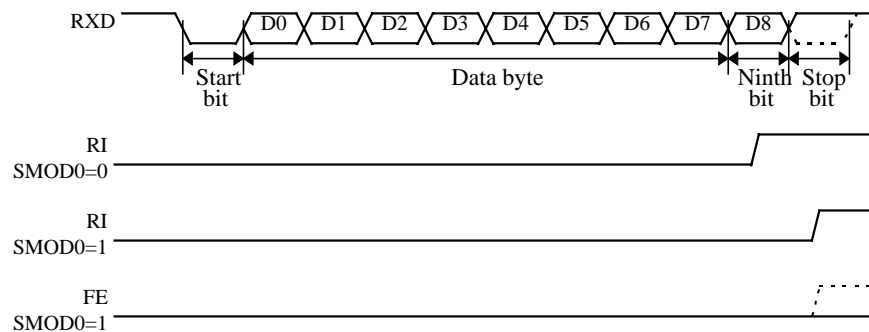 RXD D0 D1 D2 D3 D4 D5 D6 D7 D8
Start bit
Data byte
Ninth bit
Stop bit
RI
SMOD0=0
RI
SMOD0=1
FE
SMOD0=1